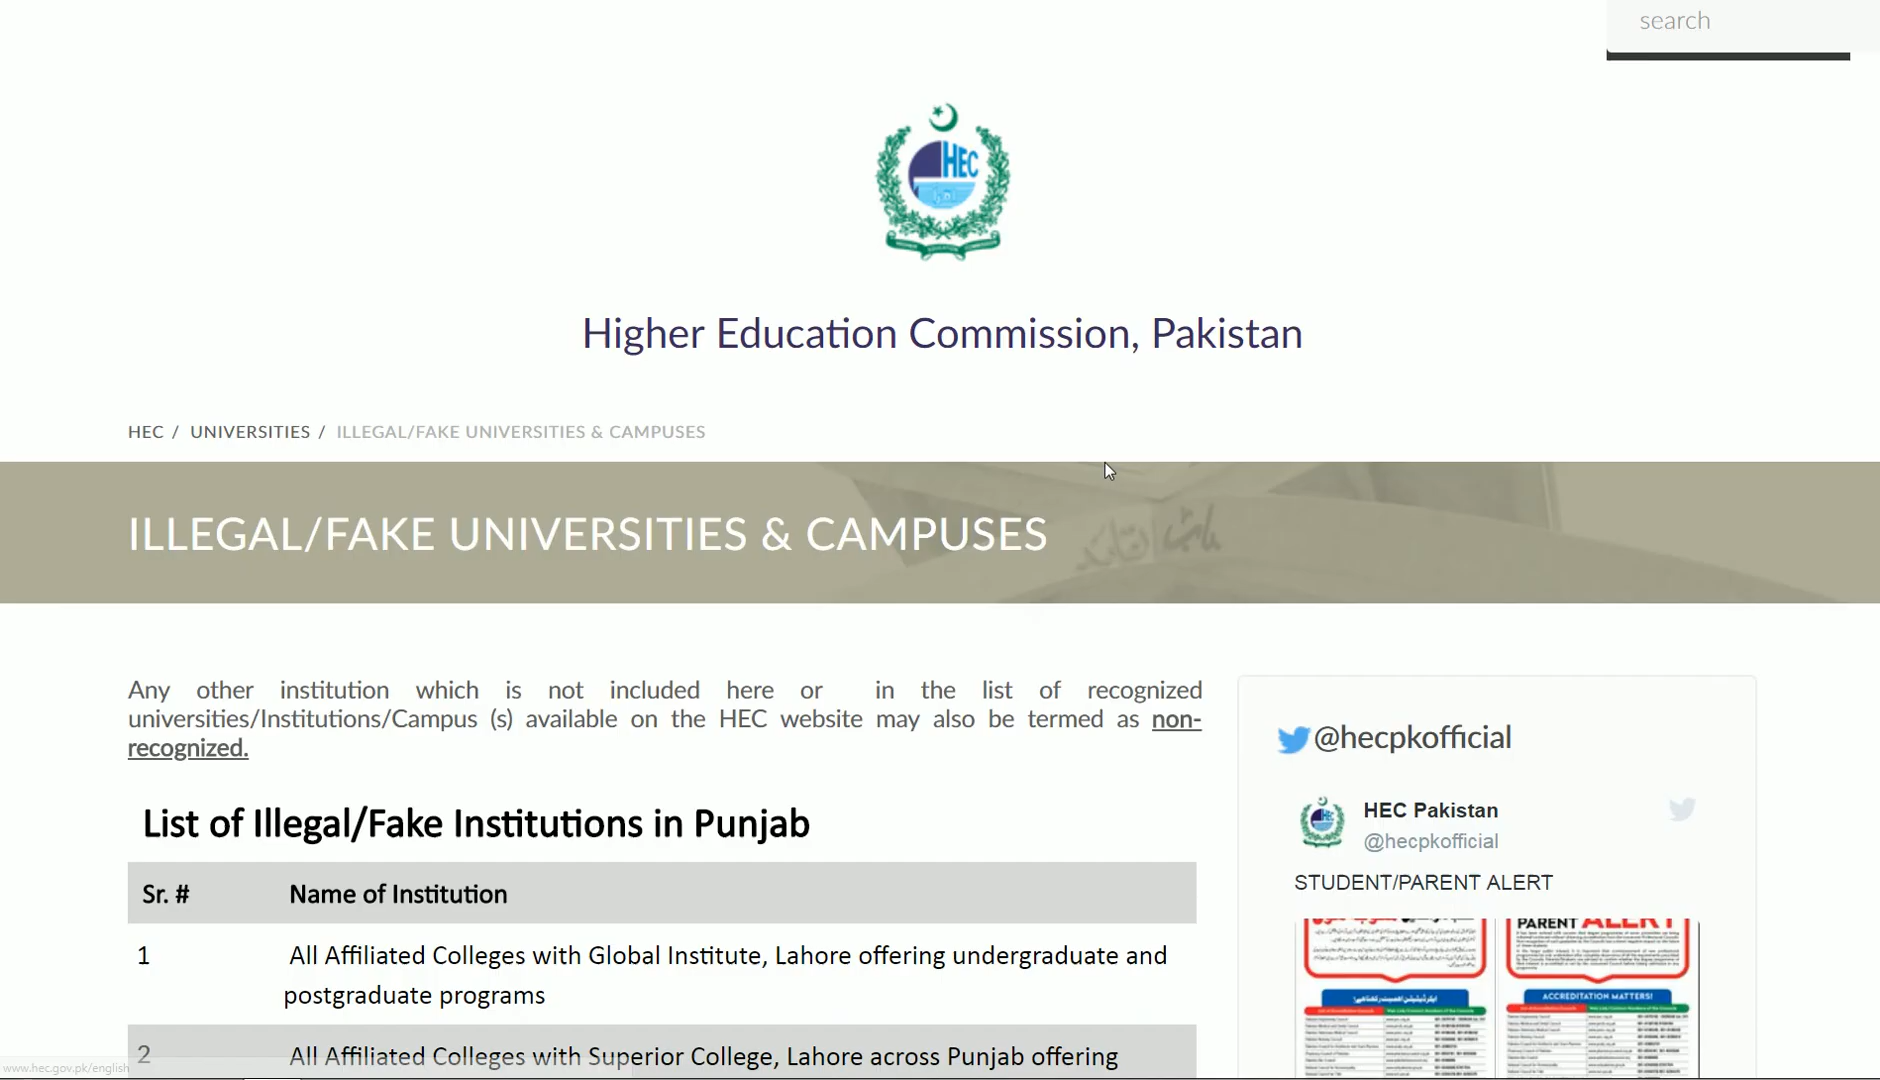 search
HEC
Higher Education Commission, Pakistan
HEC / UNIVERSITIES / ILLEGAL/FAKE UNIVERSITIES & CAMPUSES
ILLEGAL/FAKE UNIVERSITIES & CAMPUSES
Any other institution which is not included here or in the list of recognized
universities/Institutions/Campus (s) available on the HEC website may also be termed as non-
recognized.
List of Illegal/Fake Institutions in Punjab
Sr. # Name of Institution
1 All Affiliated Colleges with Global Institute, Lahore offering undergraduate and
postgraduate programs
2 All Affiliated Colleges with Superior College, Lahore across Punjab offering
@hecpkofficial
HEC Pakistan
@hecpkofficial
STUDENT/PARENT ALERT
PARENT ALERT
ACCREDITATION MATTERS!
www.hec.gov.pk/english